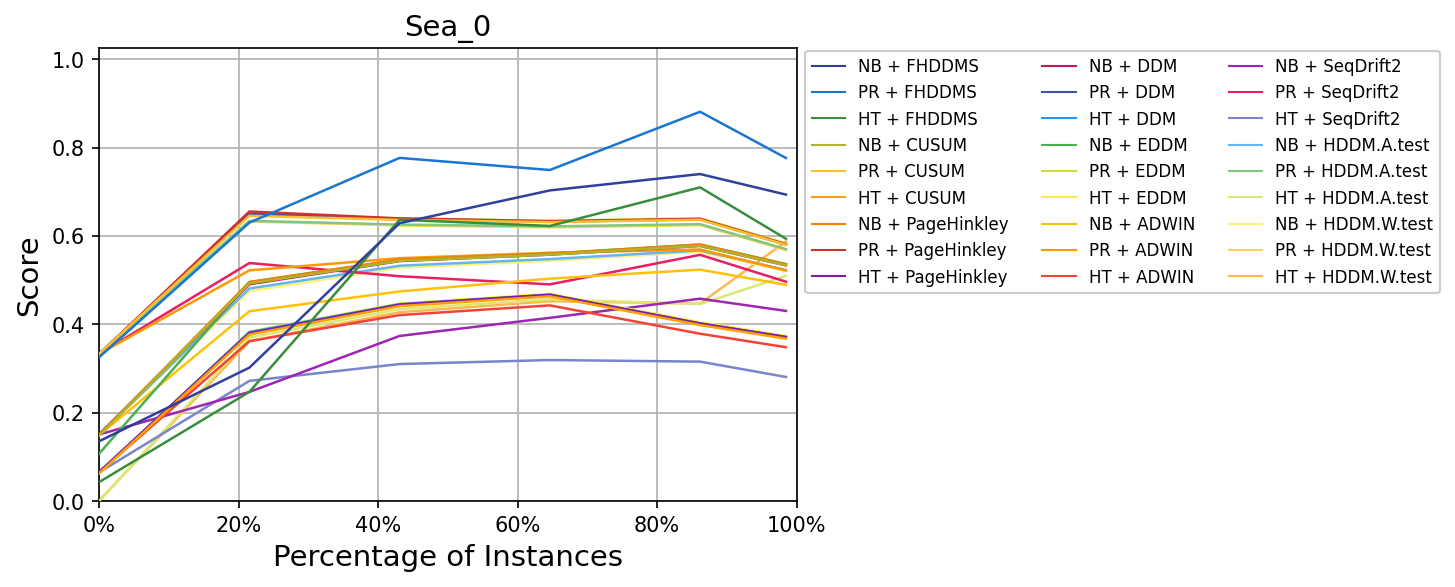 Sea_0
1.0
0.8
0.6
0.4
0.2
0.0
Score
0% 20% 40% 60% 80% 100%
Percentage of Instances
NB + FHDDMS NB + DDM NB + SeqDrift2
PR + FHDDMS PR + DDM PR + SeqDrift2
HT + FHDDMS HT + DDM HT + SeqDrift2
NB + CUSUM NB + EDDM NB + HDDM.A.test
PR + CUSUM PR + EDDM PR + HDDM.A.test
HT + CUSUM HT + EDDM HT + HDDM.A.test
NB + PageHinkley NB + ADWIN NB + HDDM.W.test
PR + PageHinkley PR + ADWIN PR + HDDM.W.test
HT + PageHinkley HT + ADWIN HT + HDDM.W.test